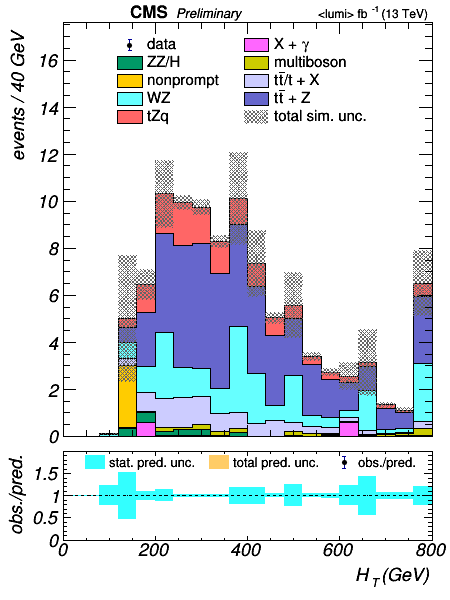 CMS Preliminary <lumi> fb ⁻¹ (13 TeV)
events / 40 GeV
data
ZZ/H
nonprompt
WZ
tZq
X + γ
multiboson
tt̄/t + X
tt̄ + Z
total sim. unc.
16
14
12
10
8
6
4
2
0
obs./pred.
stat. pred. unc. total pred. unc. obs./pred.
1.5
1
0.5
0
0 200 400 600 800
H_T (GeV)